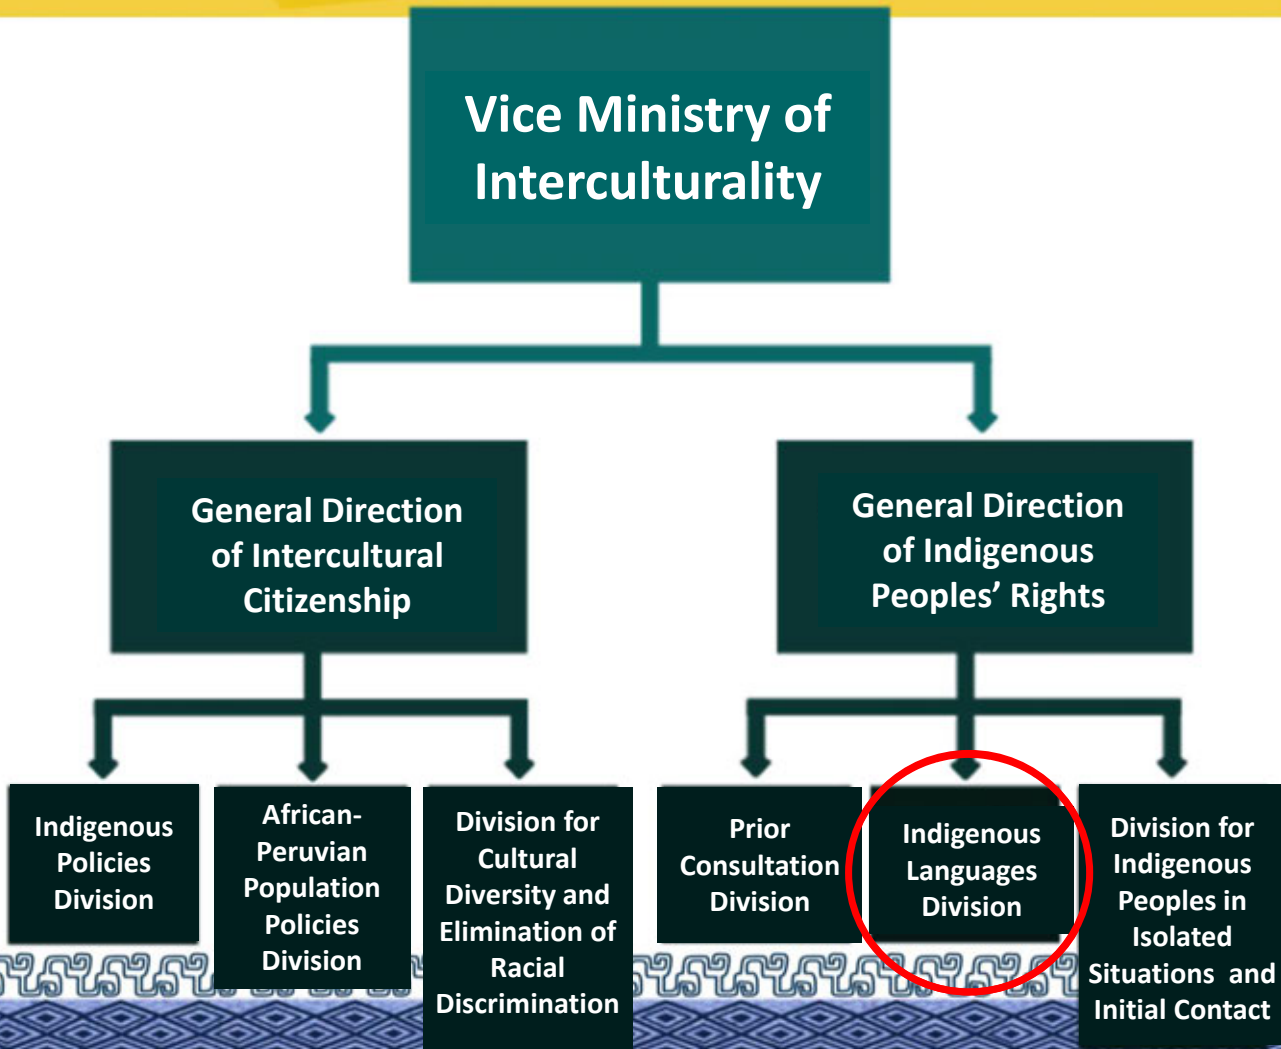 Vice Ministry of
Interculturality
General Direction
of Intercultural
Citizenship
General Direction
of Indigenous
Peoples’ Rights
Indigenous
Policies
Division
African-
Peruvian
Population
Policies
Division
Division for
Cultural
Diversity and
Elimination of
Racial
Discrimination
Prior
Consultation
Division
Indigenous
Languages
Division
Division for
Indigenous
Peoples in
Isolated
Situations and
Initial Contact